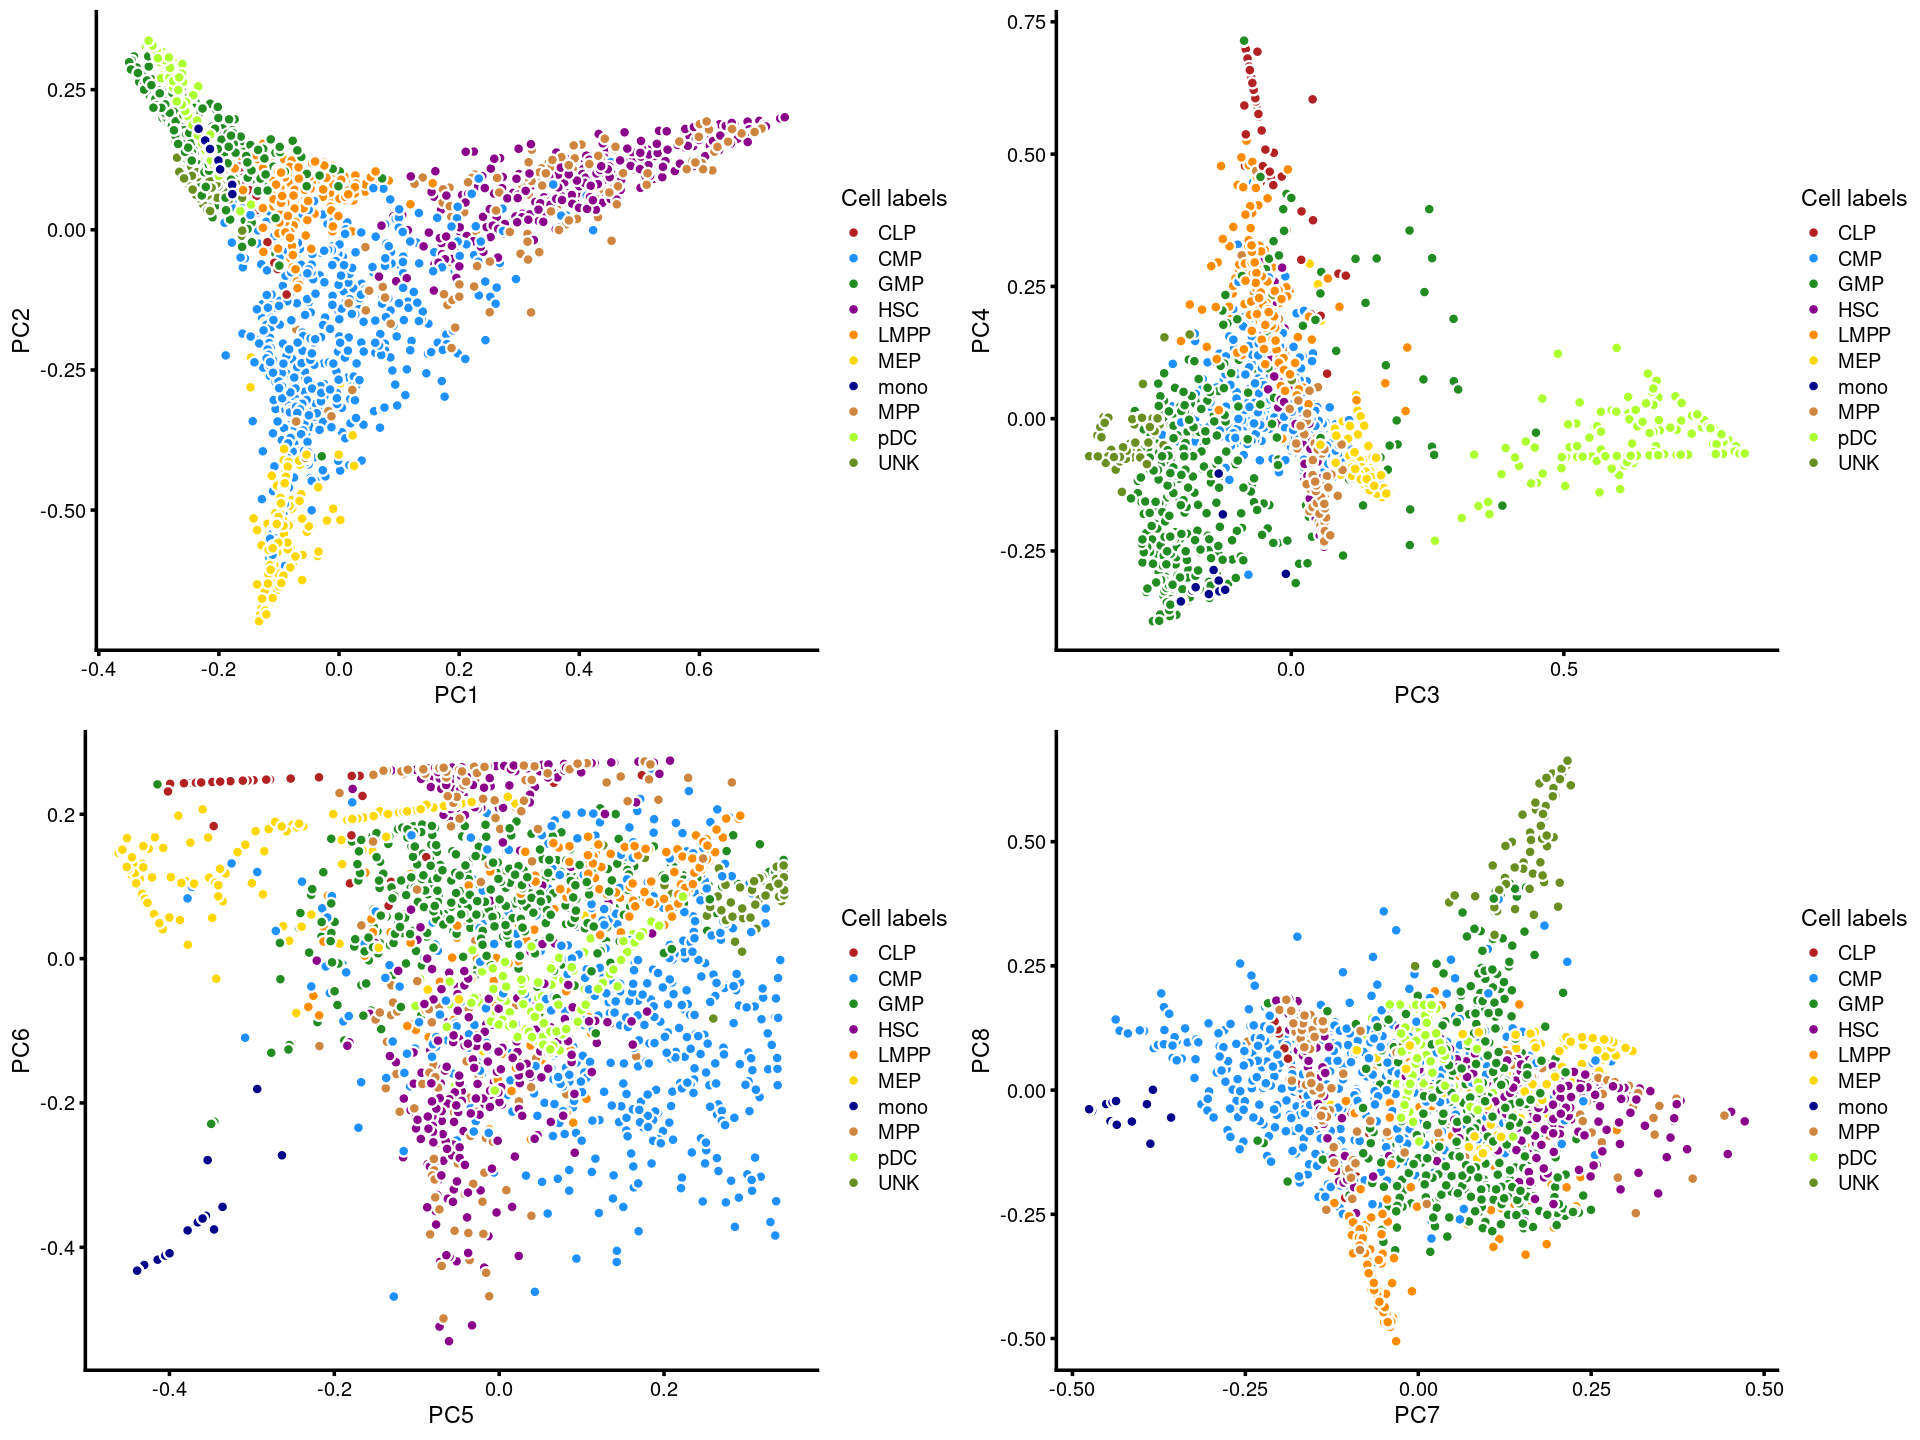 0.25
0.00
-0.25
-0.50
PC2
-0.4
-0.2
0.0
0.2
0.4
0.6
PC1
Cell labels
CLP
CMP
GMP
HSC
LMPP
MEP
mono
MPP
pDC
UNK
0.75
0.50
0.25
0.00
-0.25
PC4
0.0
0.5
PC3
Cell labels
CLP
CMP
GMP
HSC
LMPP
MEP
mono
MPP
pDC
UNK
0.2
0.0
-0.2
-0.4
PC6
-0.4
-0.2
0.0
0.2
PC5
Cell labels
CLP
CMP
GMP
HSC
LMPP
MEP
mono
MPP
pDC
UNK
0.50
0.25
0.00
-0.25
-0.50
PC8
-0.50
-0.25
0.00
0.25
0.50
PC7
Cell labels
CLP
CMP
GMP
HSC
LMPP
MEP
mono
MPP
pDC
UNK